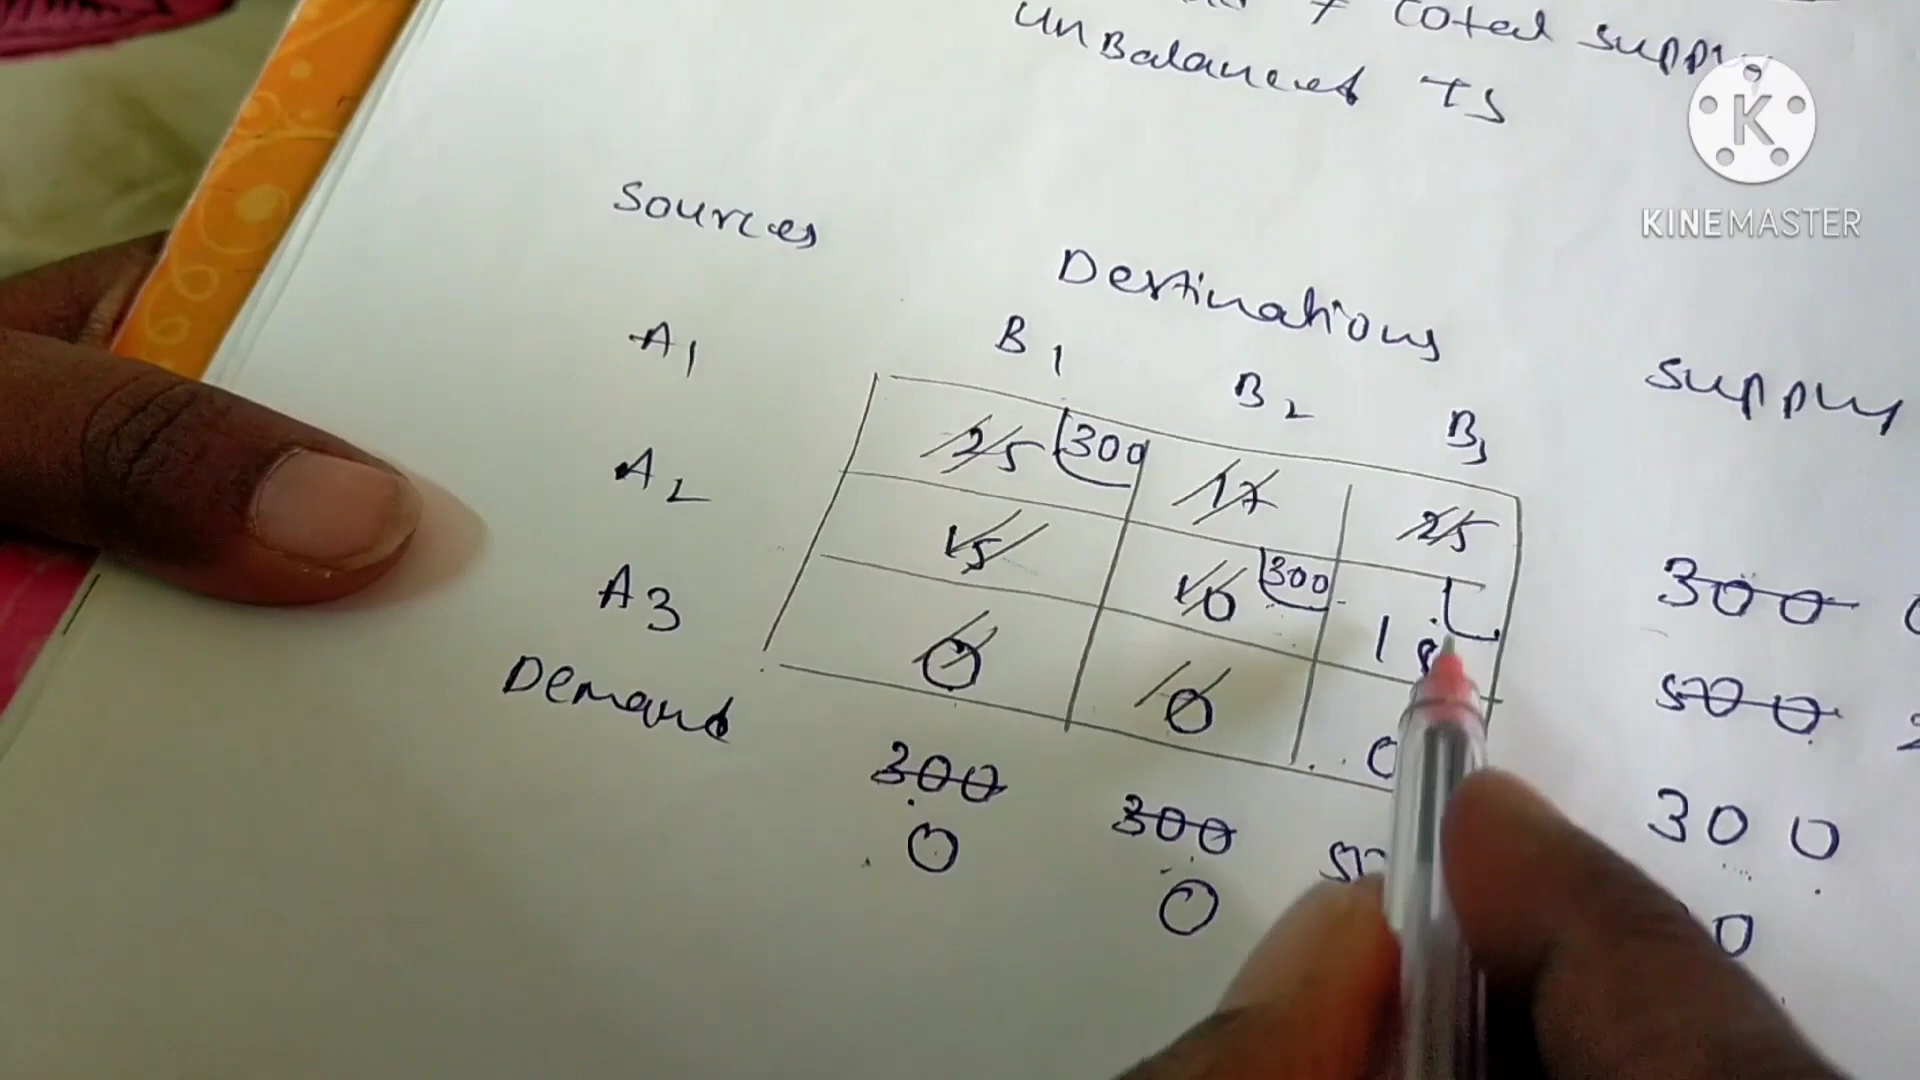 ≠ total supply
unBalanced TS
K
KINEMASTER
Sources
Destinations
B1 B2 B3 Supply
A1 25 300 17 25 300 0
A2 15 10 300 500
A3 0 0 0 300
Demand 300 300
0 0 0